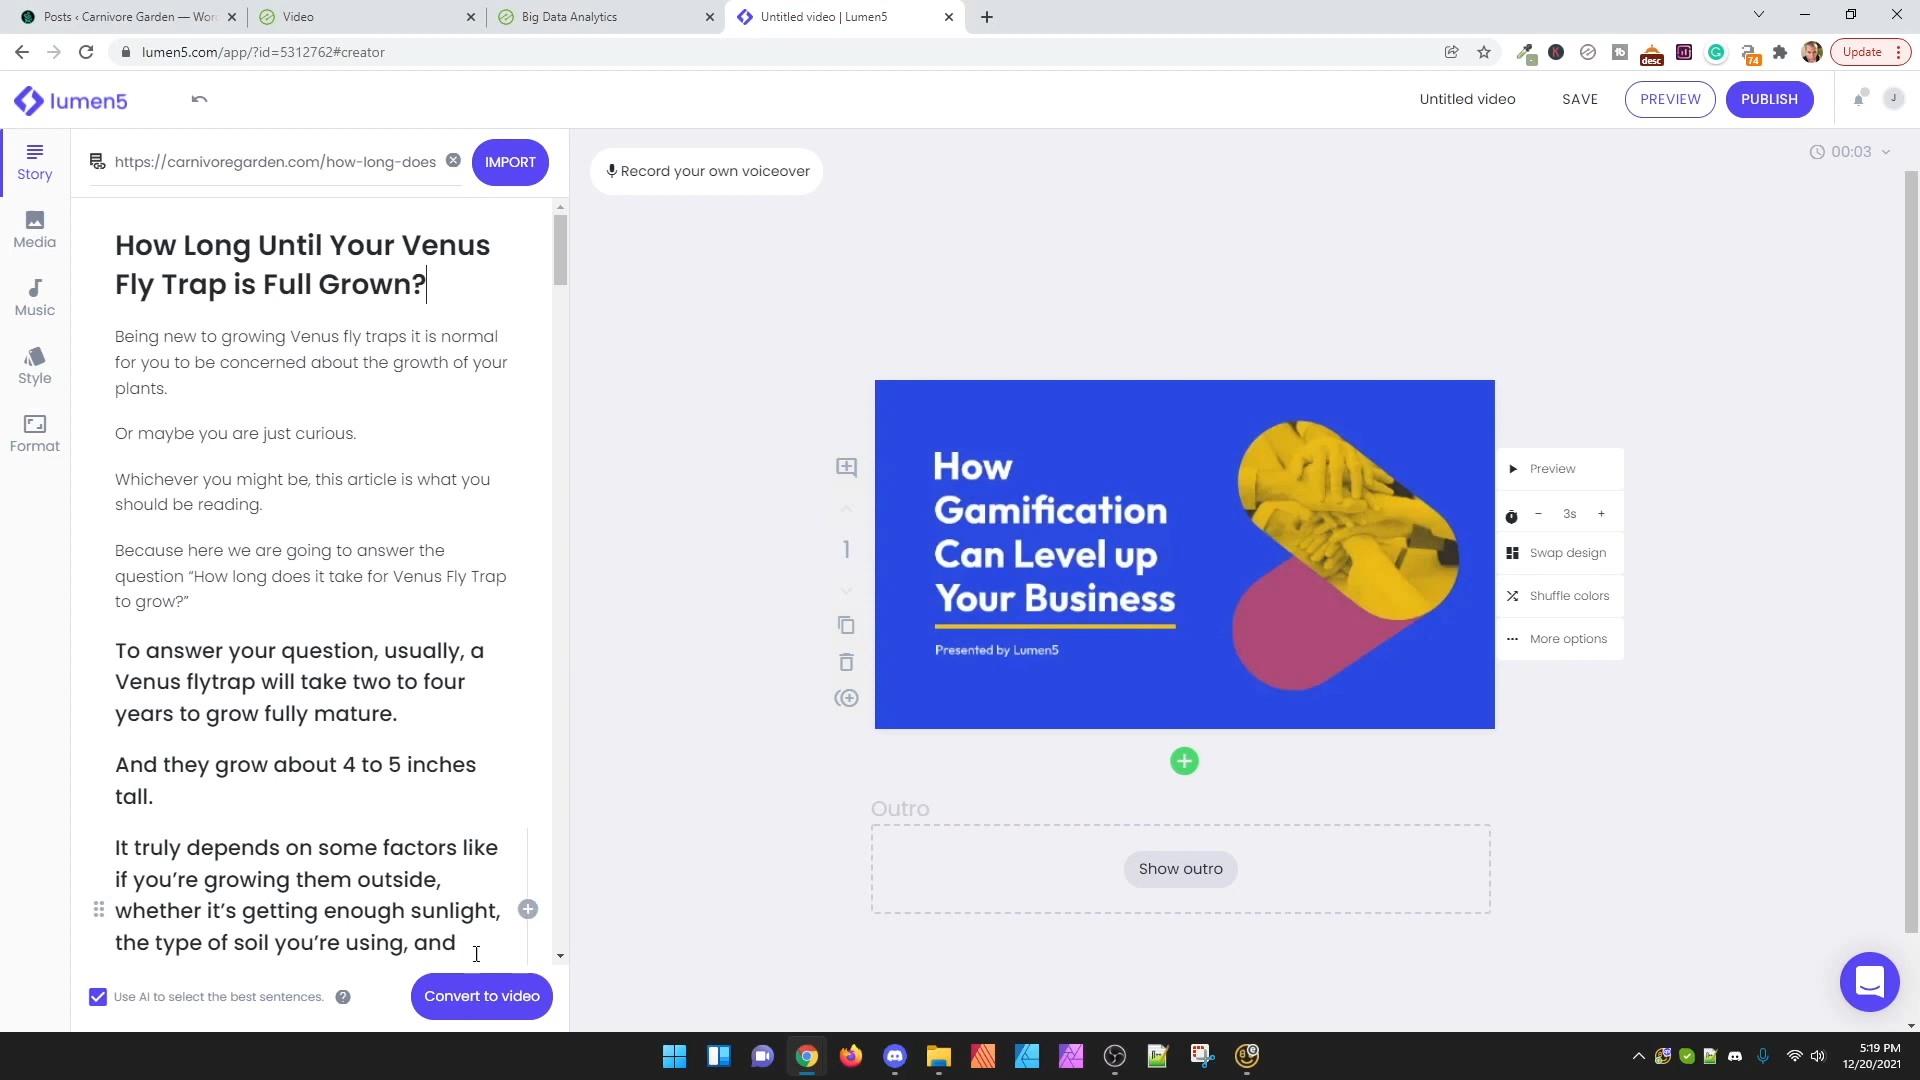 Posts ‹ Carnivore Garden — Wor
Video
Big Data Analytics
Untitled video | Lumen5
lumen5.com/app/?id=5312762#creator
desc
74
Update
lumen5
Untitled video
SAVE
PREVIEW
PUBLISH
J
Story
Media
Music
Style
Format
https://carnivoregarden.com/how-long-does
IMPORT
Record your own voiceover
00:03
How Long Until Your Venus
Fly Trap is Full Grown?
Being new to growing Venus fly traps it is normal
for you to be concerned about the growth of your
plants.
Or maybe you are just curious.
Whichever you might be, this article is what you
should be reading.
Because here we are going to answer the
question “How long does it take for Venus Fly Trap
to grow?”
To answer your question, usually, a
Venus flytrap will take two to four
years to grow fully mature.
And they grow about 4 to 5 inches
tall.
It truly depends on some factors like
if you’re growing them outside,
whether it’s getting enough sunlight,
the type of soil you’re using, and
Use AI to select the best sentences.
Convert to video
1
How
Gamification
Can Level up
Your Business
Presented by Lumen5
Preview
3s
Swap design
Shuffle colors
More options
Outro
Show outro
5:19 PM
12/20/2021